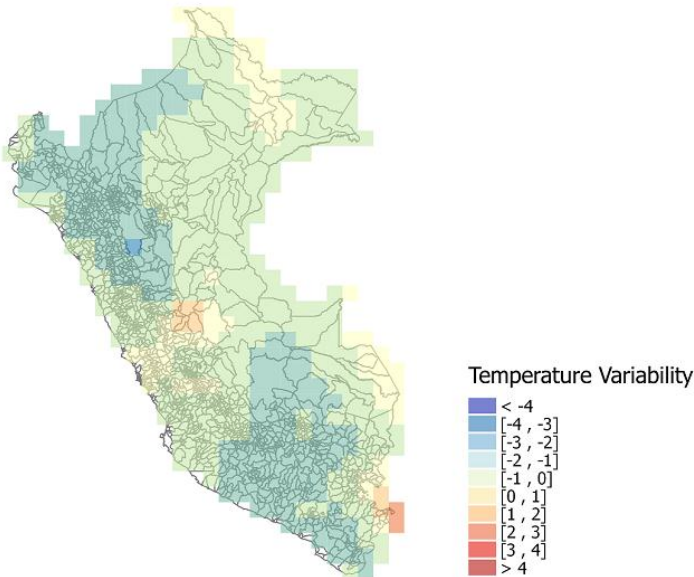 Temperature Variability
< -4
[-4 , -3]
[-3 , -2]
[-2 , -1]
[-1 , 0]
[0 , 1]
[1 , 2]
[2 , 3]
[3 , 4]
> 4